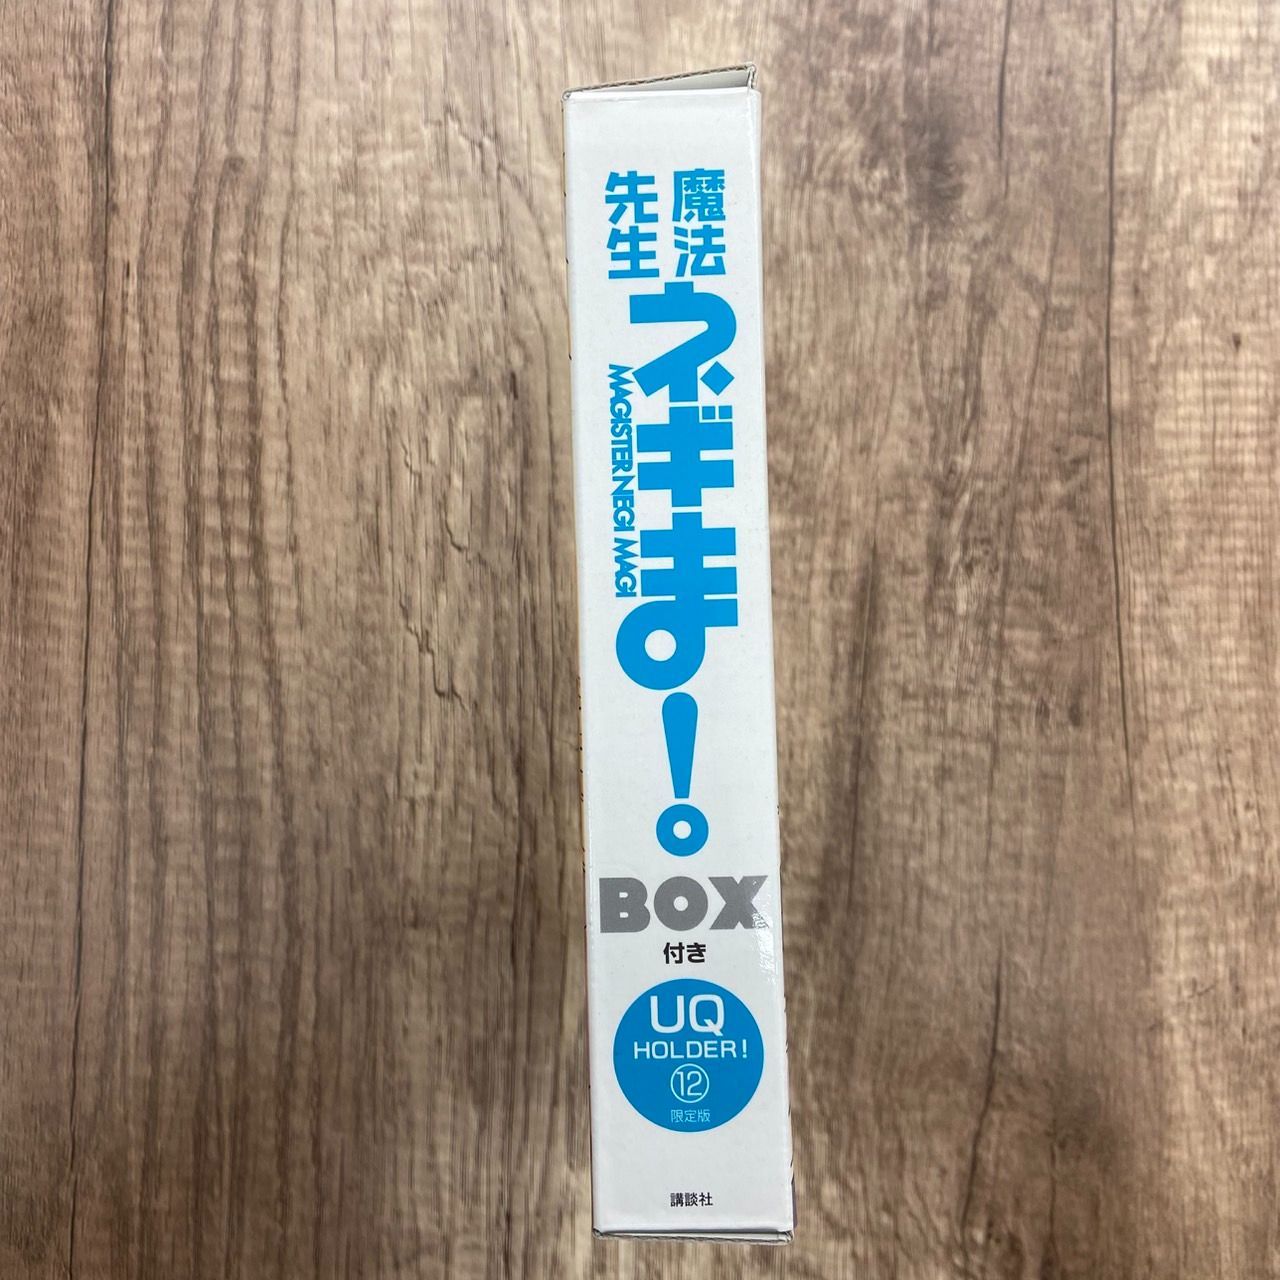 魔法
先生
ネギま!。
MAGISTER NEGI MAGI
BOX
付き
UQ
HOLDER!
⑫
限定版
講談社